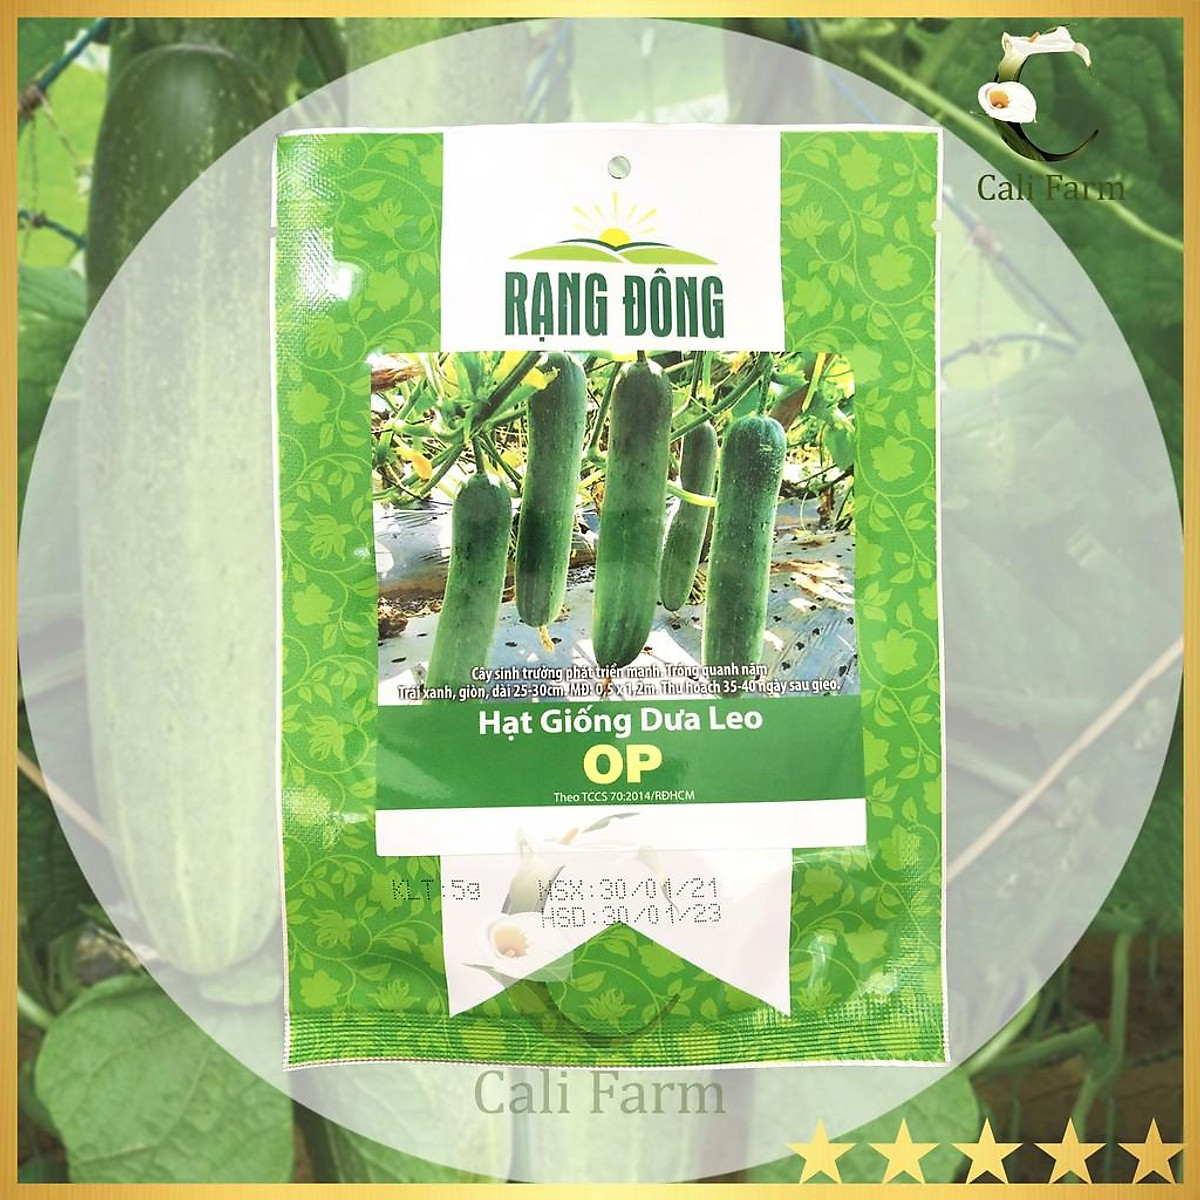 Cali Farm
RẠNG ĐÔNG
Cây sinh trưởng phát triển mạnh. Trồng quanh năm
Trái xanh, giòn, dài 25-30cm. MĐ: 0,5 x 1,2m. Thu hoạch 35-40 ngày sau gieo.
Hạt Giống Dưa Leo
OP
Theo TCCS 70:2014/RĐHCM
KLT:5g HSX:30/01/21
HSD:30/01/23
Cali Farm